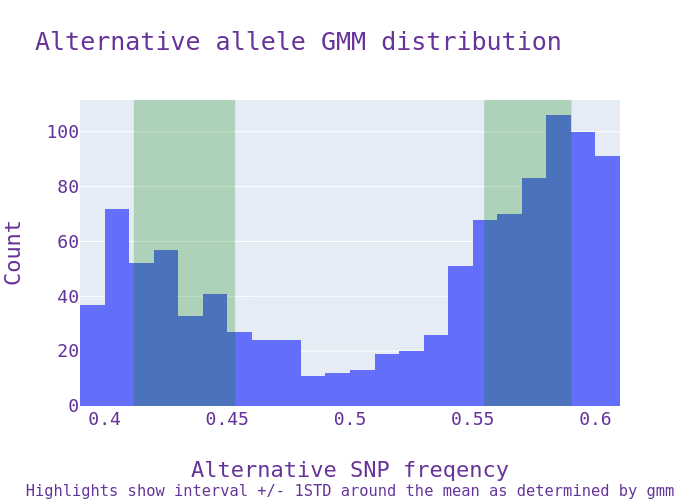 Alternative allele GMM distribution
100
80
60
40
20
0
Count
0.4 0.45 0.5 0.55 0.6
Alternative SNP freqency
Highlights show interval +/- 1STD around the mean as determined by gmm